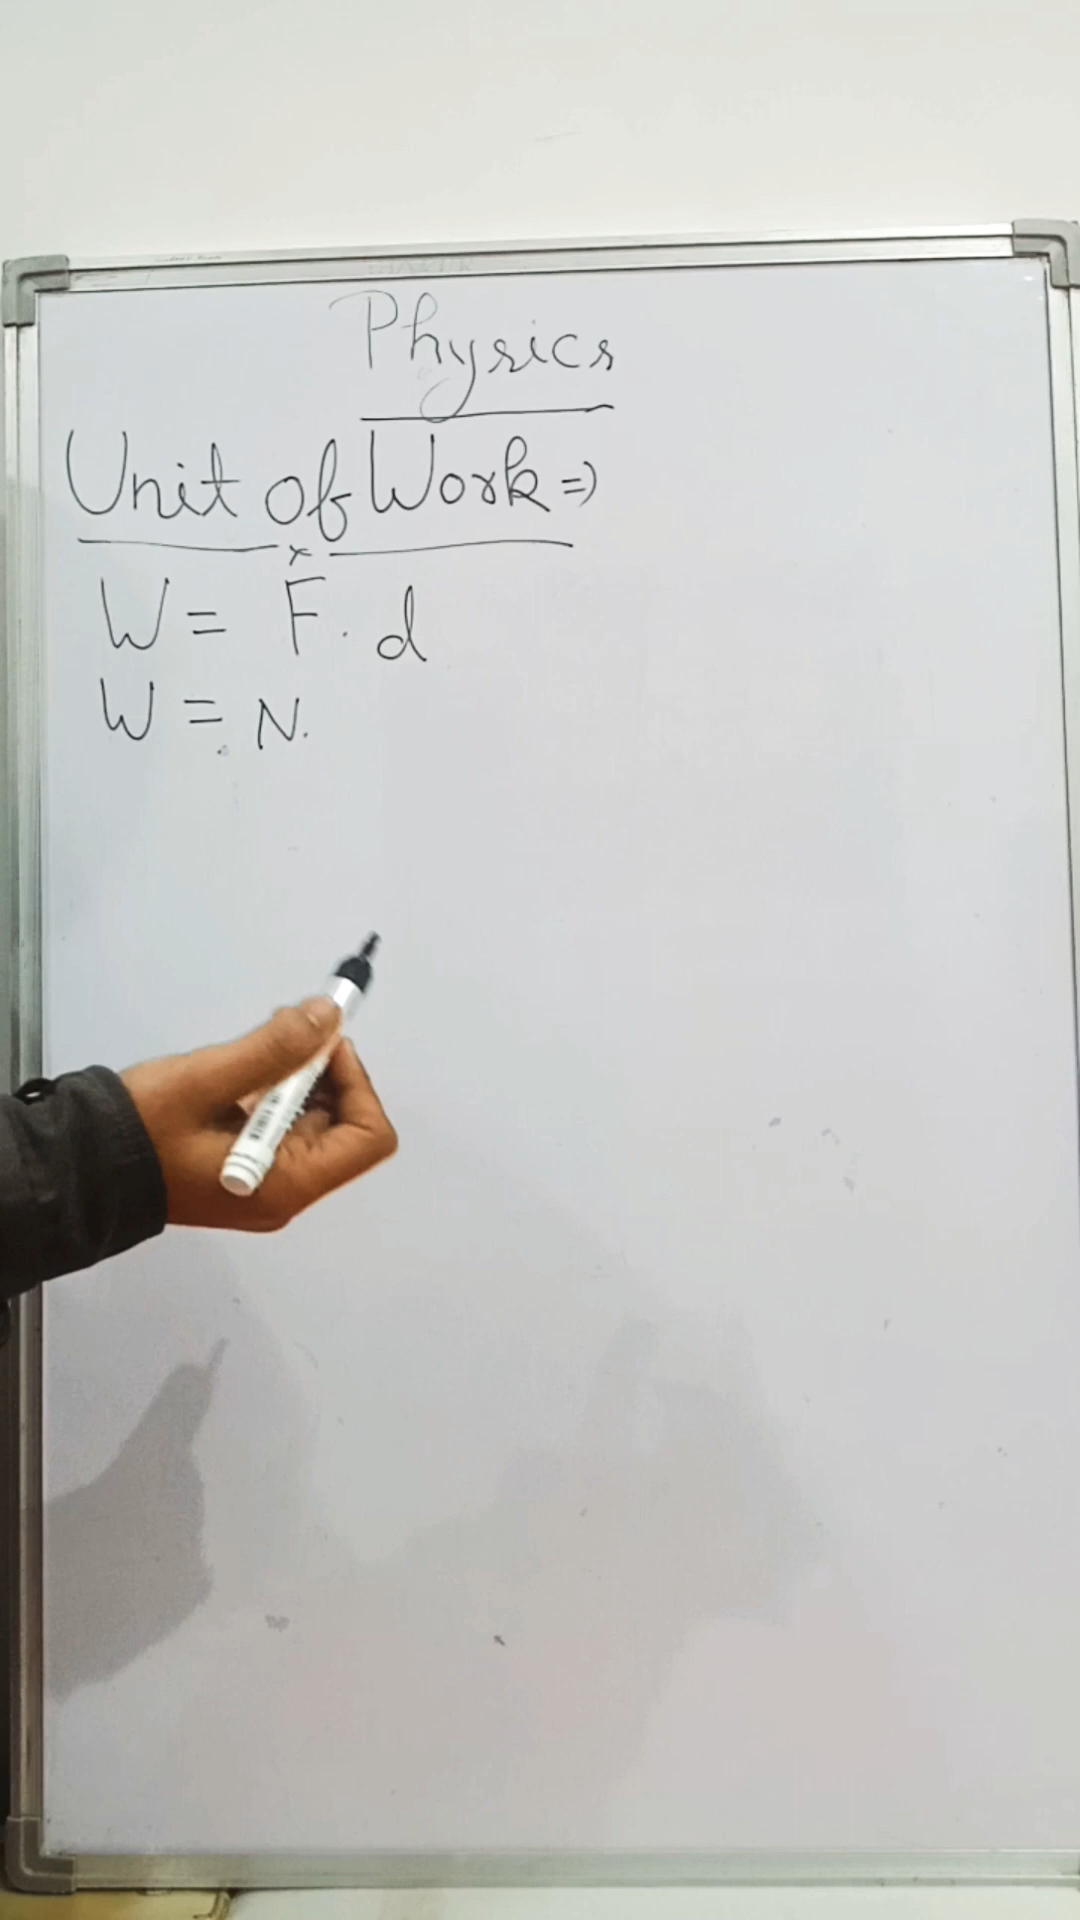 Physics
Unit of Work =>
W = F. d
W = N.